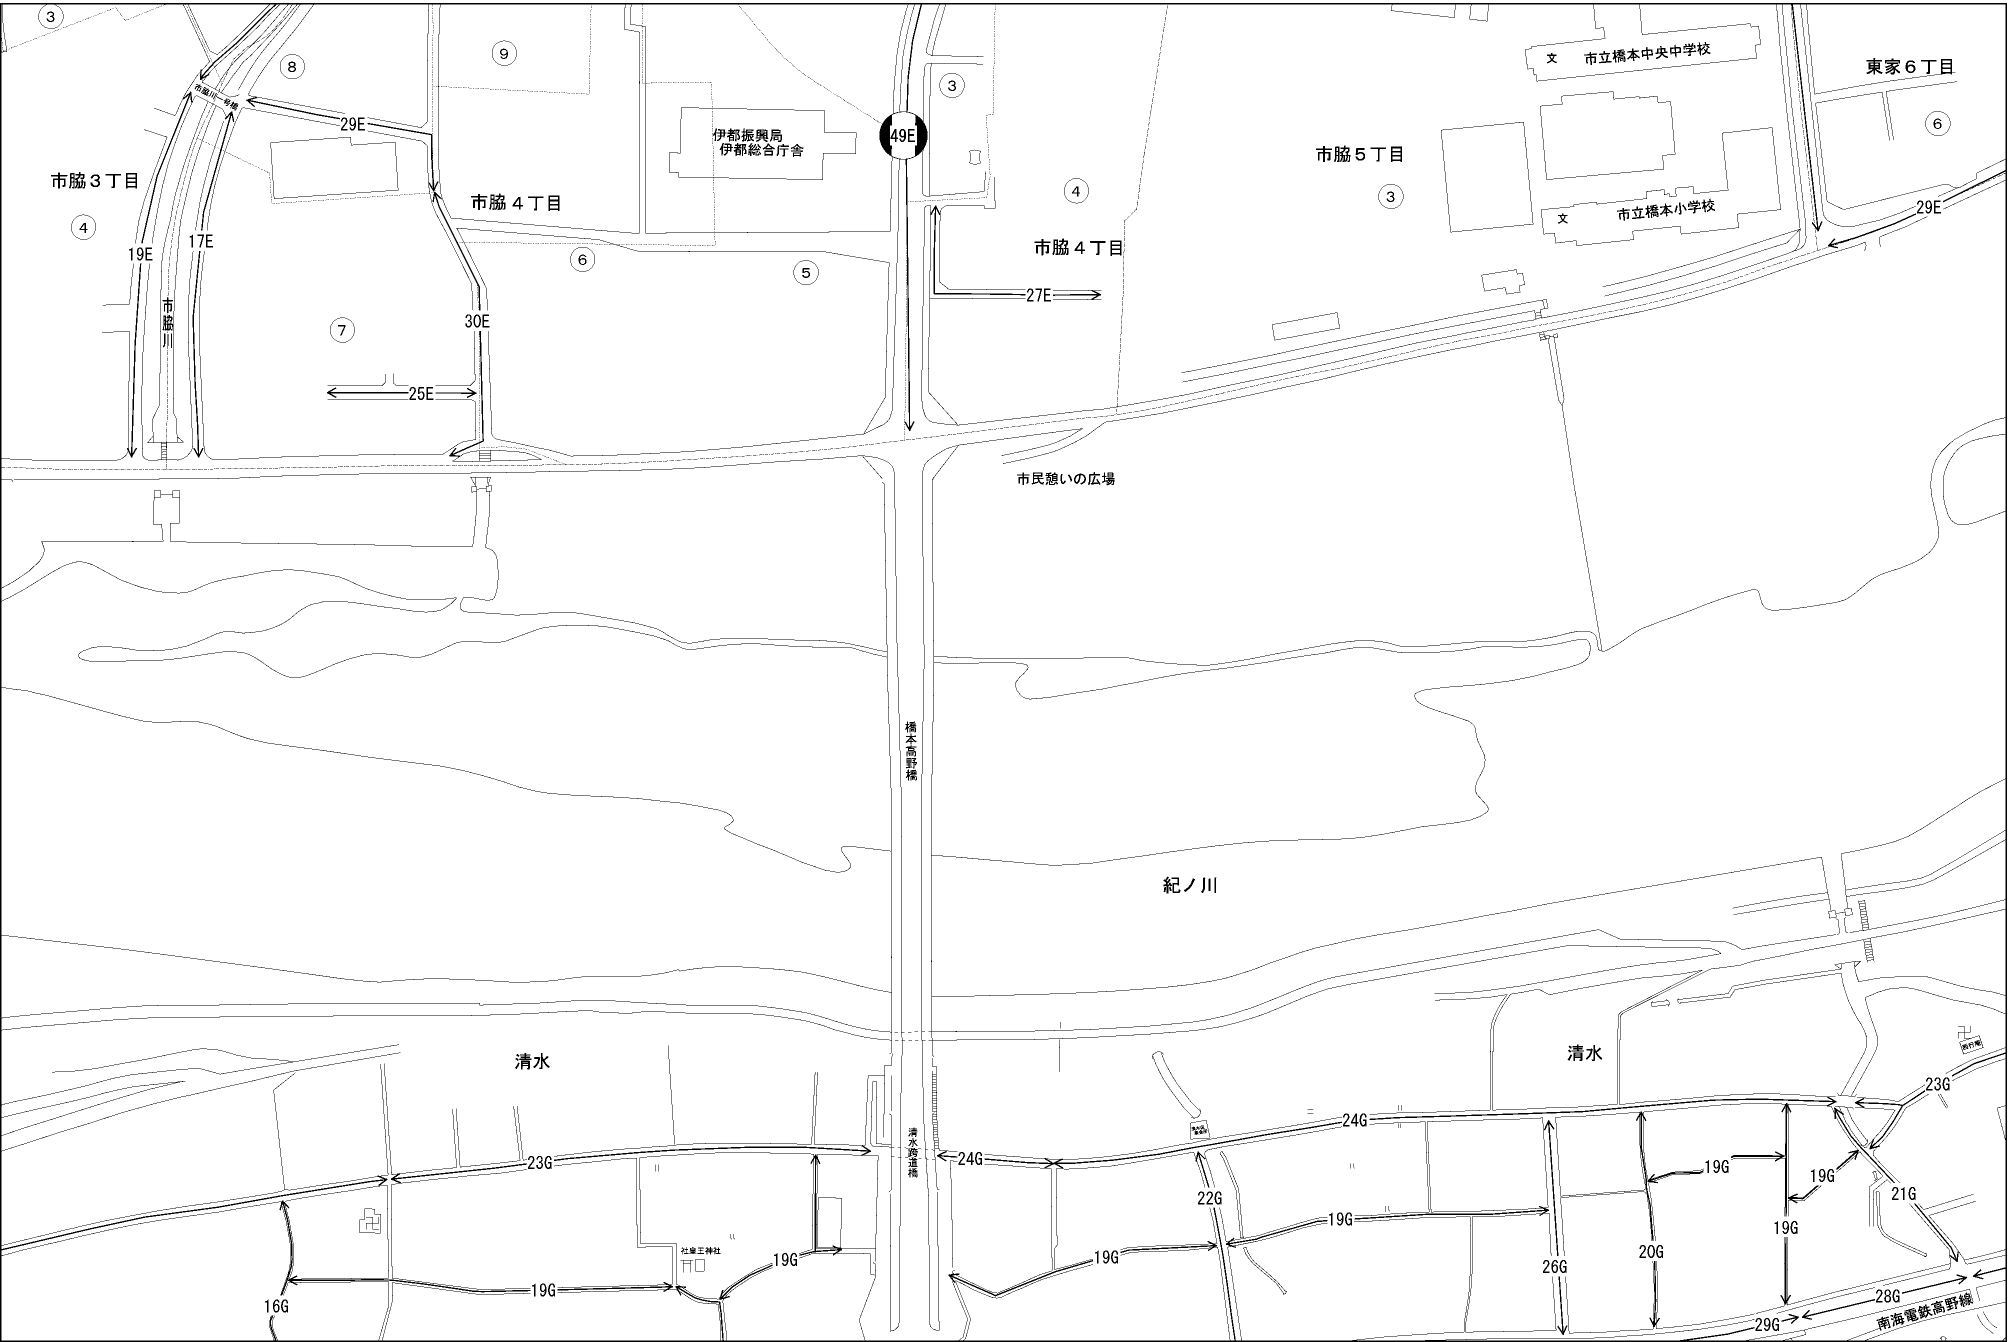 ③
⑧
⑨
市立橋本中央中学校
文
東家６丁目
③
市脇川一号橋
29E
伊都振興局
伊都総合庁舎
49E
⑥
市脇５丁目
市脇３丁目
市脇４丁目
④
③
文
市立橋本小学校
29E
④
17E
19E
市脇４丁目
⑥
⑤
27E
市脇川
30E
⑦
25E
市民憩いの広場
橋本高野橋
紀ノ川
清水
清水
23G
24G
清水跨道橋
23G
24G
19G
19G
22G
21G
19G
19G
社皇王神社
20G
19G
19G
19G
26G
16G
28G
南海電鉄高野線
29G